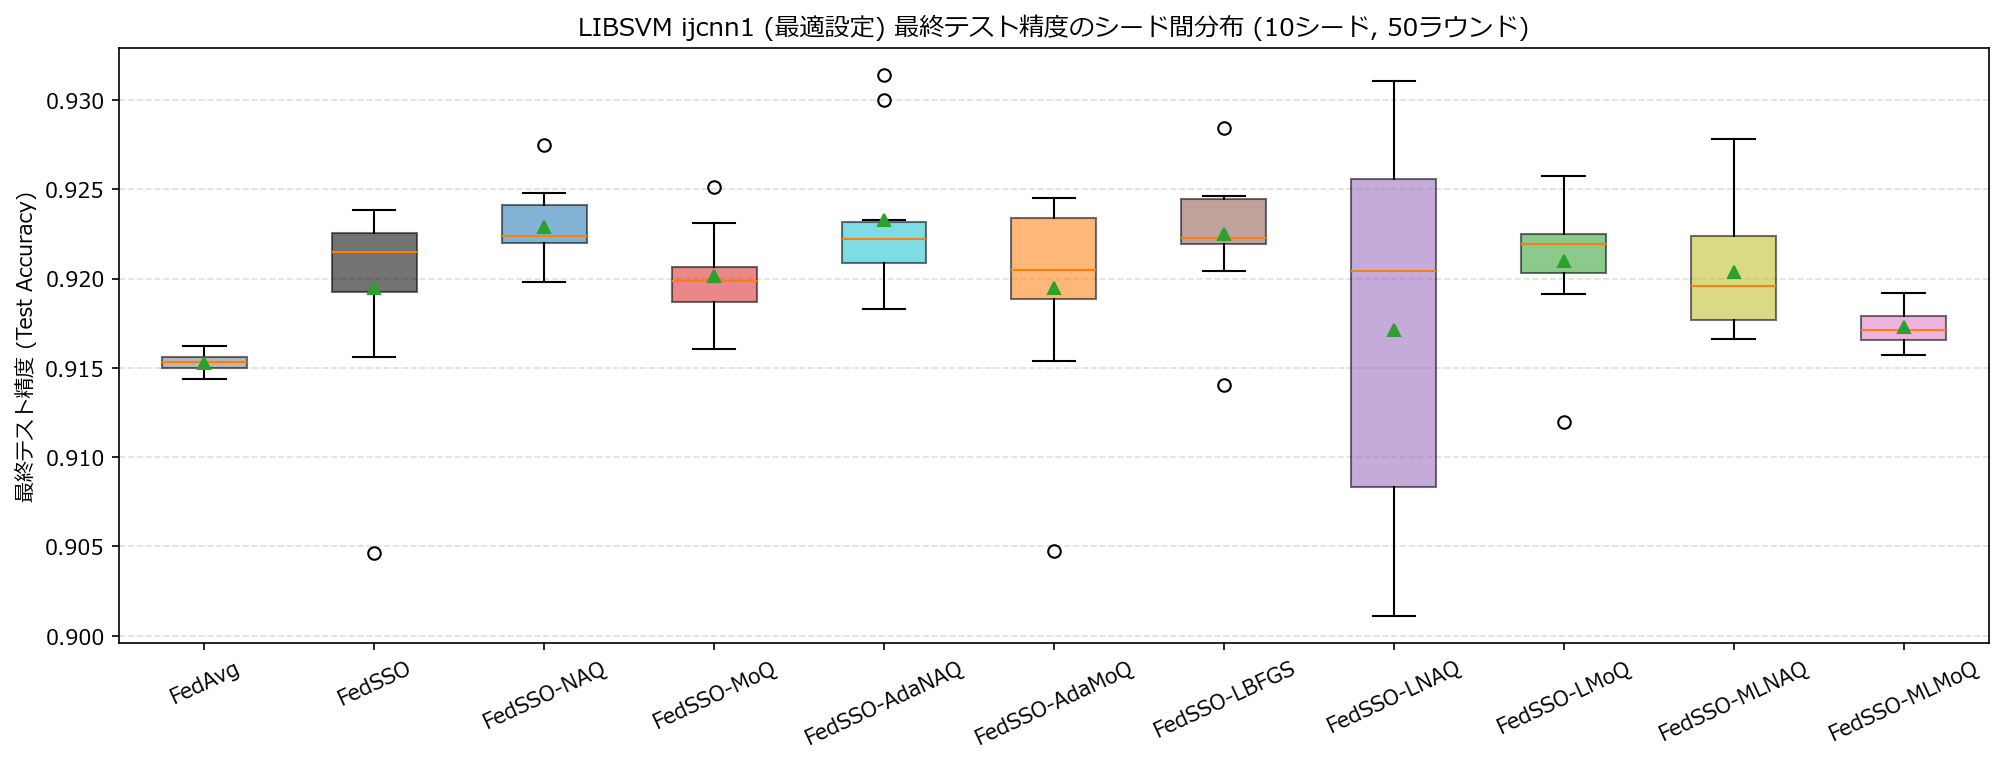 LIBSVM ijcnn1 (最適設定) 最終テスト精度のシード間分布 (10シード, 50ラウンド)
最終テスト精度 (Test Accuracy)
0.930
0.925
0.920
0.915
0.910
0.905
0.900
FedAvg
FedSSO
FedSSO-NAQ
FedSSO-MoQ
FedSSO-AdaNAQ
FedSSO-AdaMoQ
FedSSO-LBFGS
FedSSO-LNAQ
FedSSO-LMoQ
FedSSO-MLNAQ
FedSSO-MLMoQ